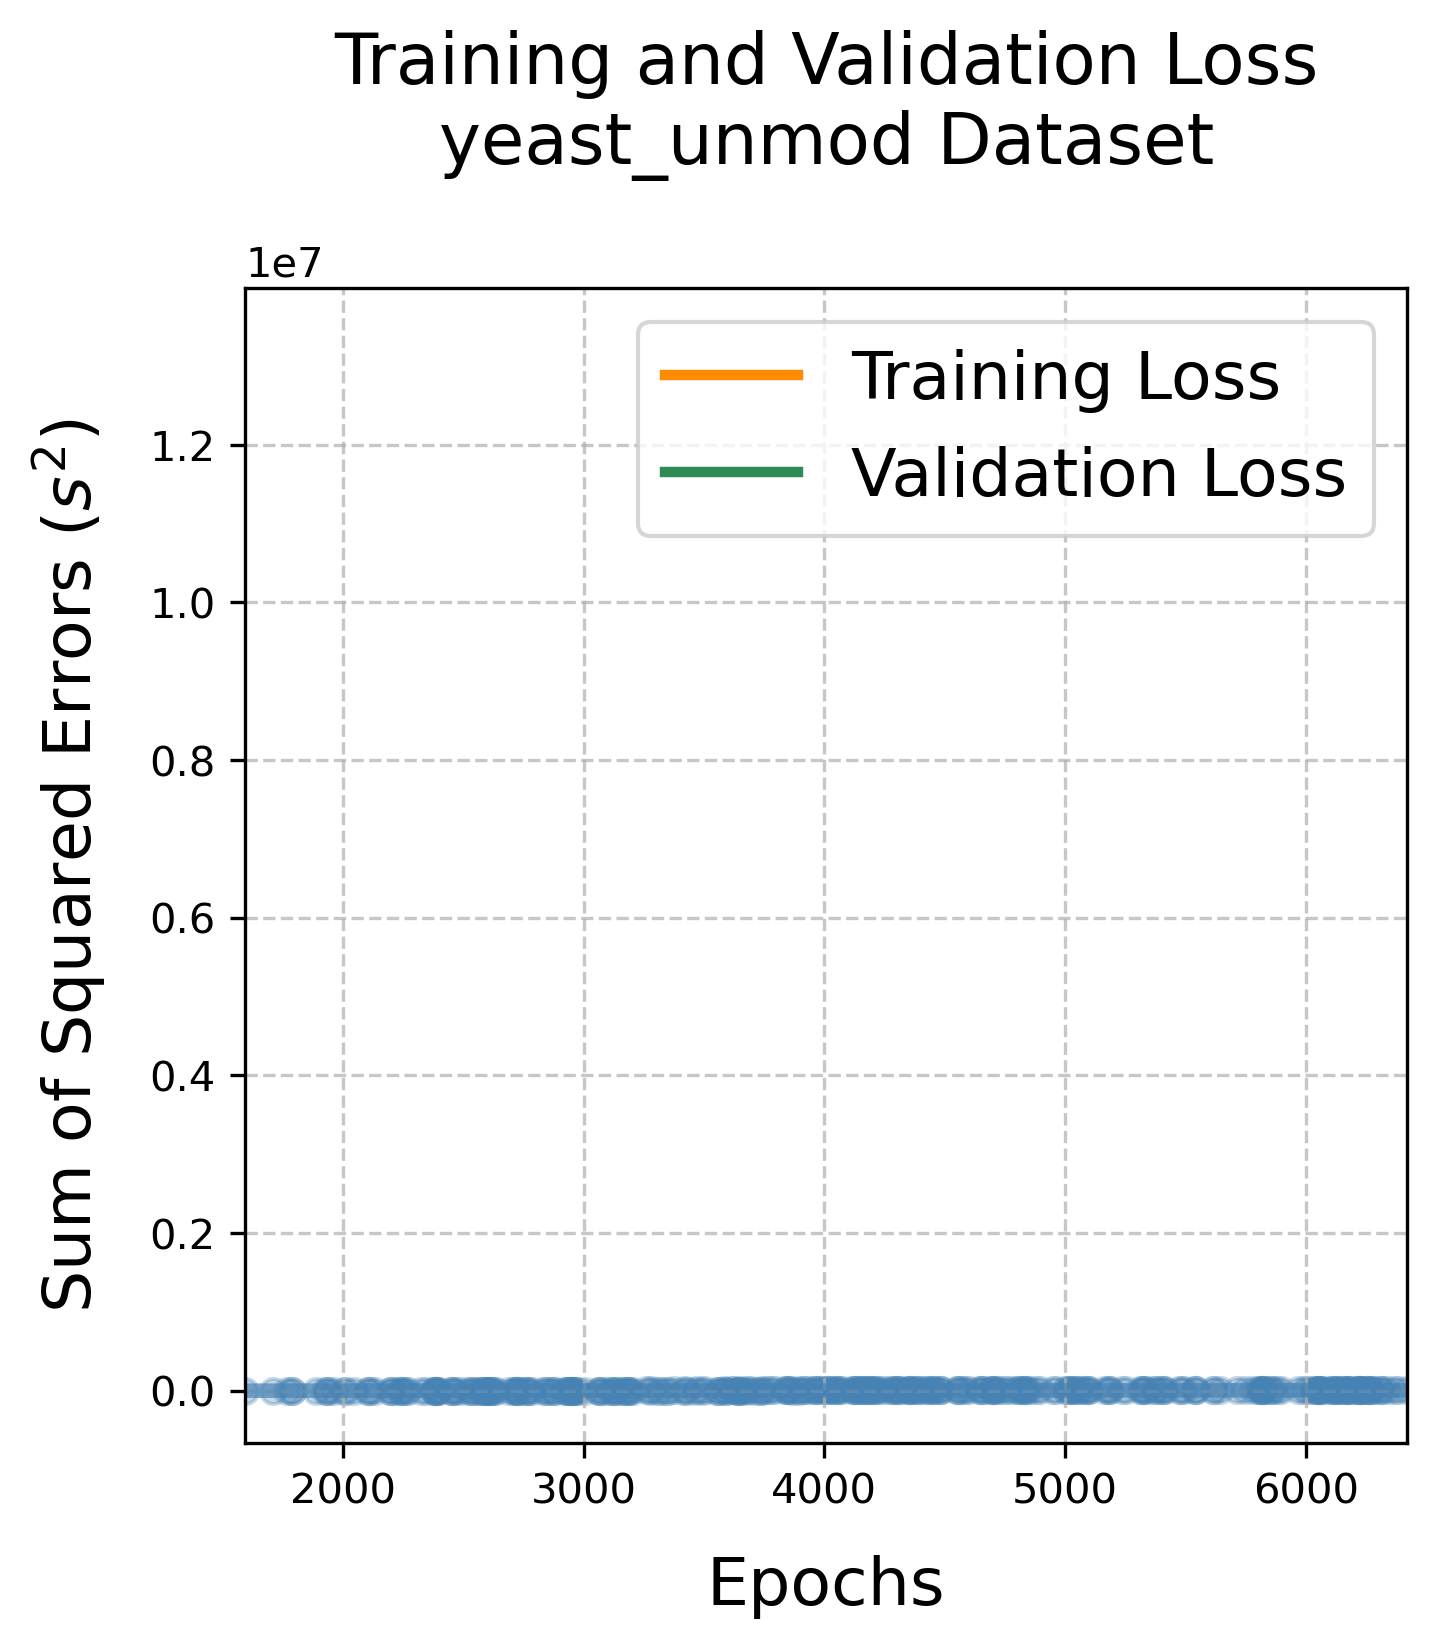 Training and Validation Loss
yeast_unmod Dataset
1e7
Training Loss
Validation Loss
Sum of Squared Errors (s²)
1.2
1.0
0.8
0.6
0.4
0.2
0.0
2000 3000 4000 5000 6000
Epochs